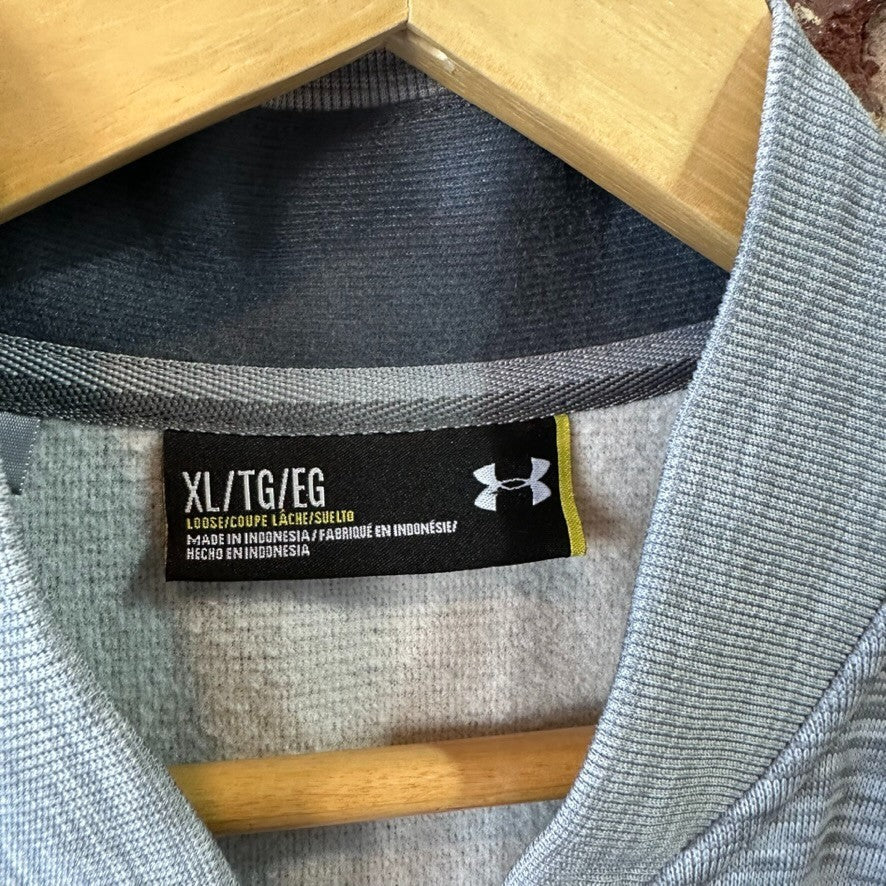 XL/TG/EG
LOOSE/COUPE LÂCHE/SUELTO
MADE IN INDONESIA/FABRIQUÉ EN INDONÉSIE/
HECHO EN INDONESIA